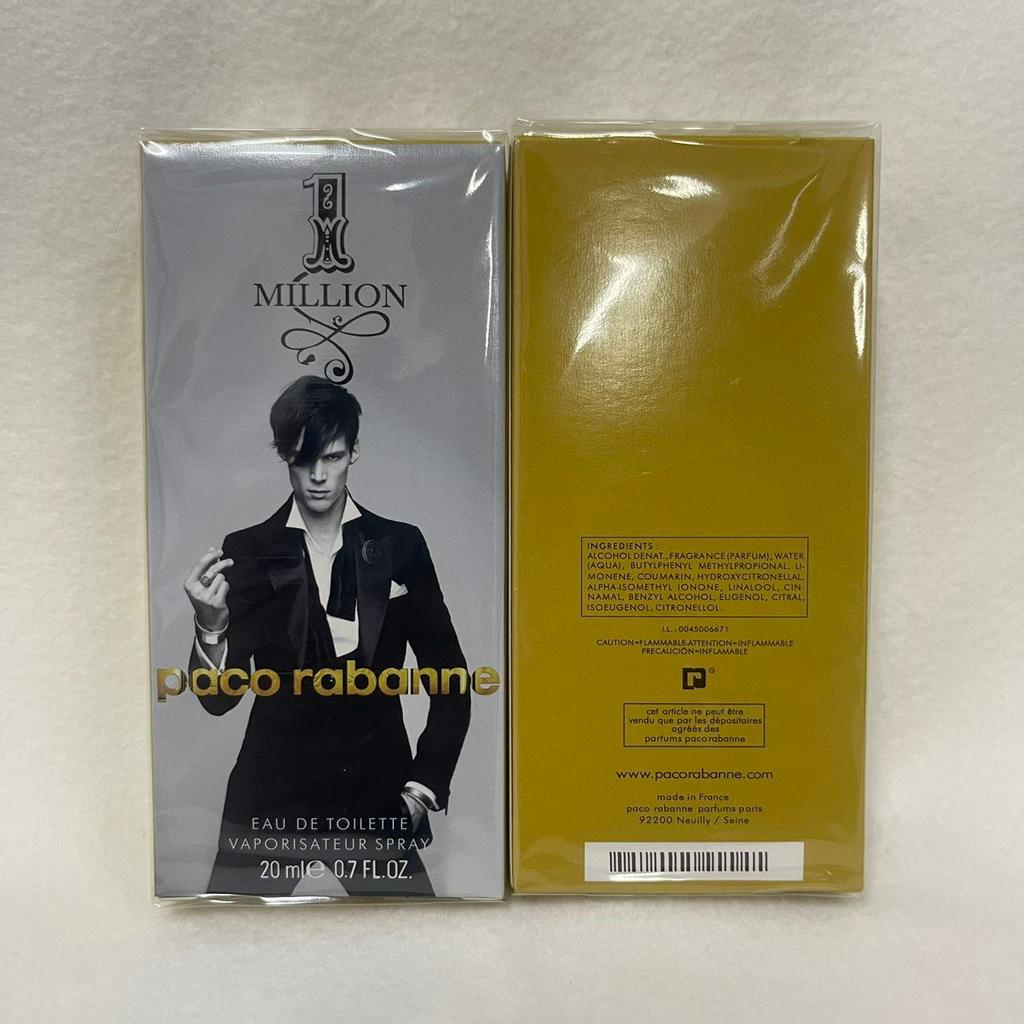 1
MILLION
paco rabanne
EAU DE TOILETTE
VAPORISATEUR SPRAY
20 ml℮ 0.7 FL.OZ.
INGREDIENTS :
ALCOHOL DENAT., FRAGRANCE (PARFUM), WATER
(AQUA), BUTYLPHENYL METHYLPROPIONAL, LI-
MONENE, COUMARIN, HYDROXYCITRONELLAL,
ALPHA-ISOMETHYL IONONE, LINALOOL, CIN-
NAMAL, BENZYL ALCOHOL, EUGENOL, CITRAL,
ISOEUGENOL, CITRONELLOL.
I.L.: 0045006671
CAUTION=FLAMMABLE-ATTENTION=INFLAMMABLE
PRECAUCIÓN=INFLAMABLE
cet article ne peut être
vendu que par les dépositaires
agréés des
parfums paco rabanne
www.pacorabanne.com
made in France
paco rabanne parfums paris
92200 Neuilly / Seine